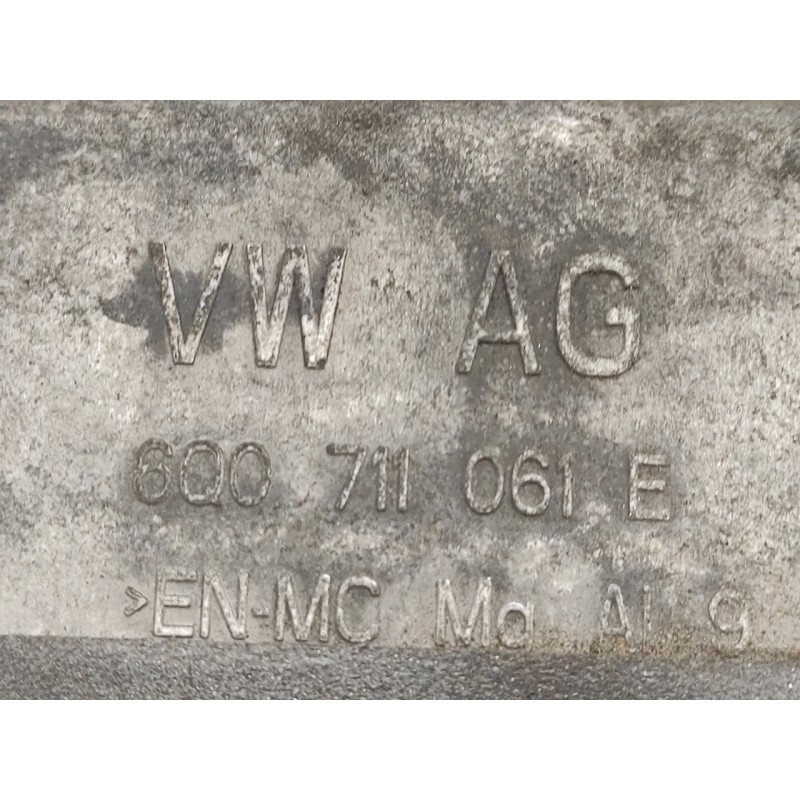 VW AG
6Q0 711 061 E
>EN-MC Mg Al 9